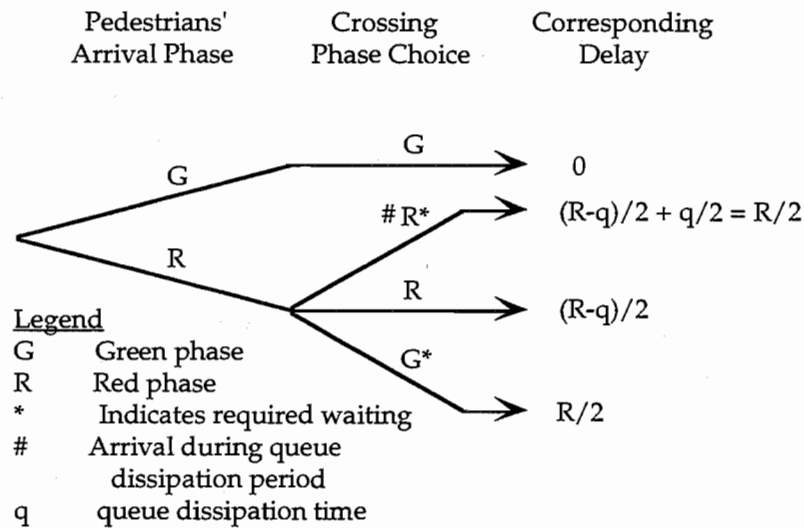 Pedestrians' Crossing Corresponding
Arrival Phase Phase Choice Delay
G
G
0
# R*
(R-q)/2 + q/2 = R/2
R
R
(R-q)/2
G*
R/2
Legend
G Green phase
R Red phase
* Indicates required waiting
# Arrival during queue
dissipation period
q queue dissipation time